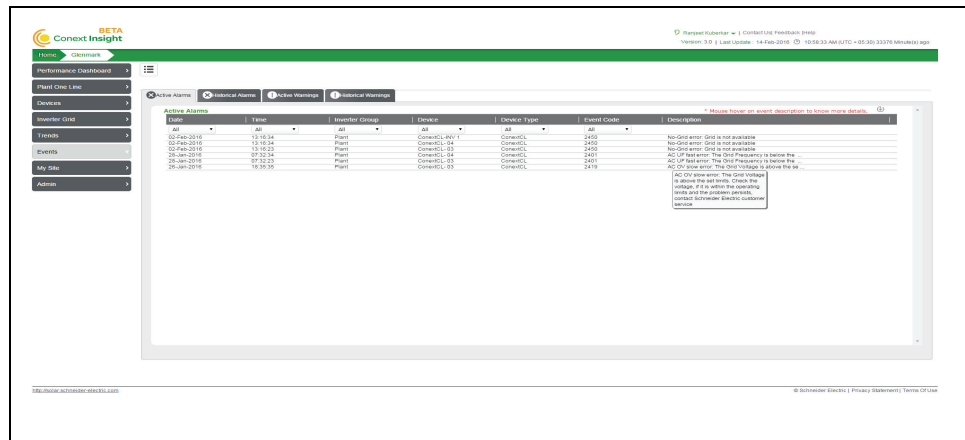 BETA
Conext Insight
Ranjeet Kuberkar | Contact Us| Feedback |Help
Version: 3.0 | Last Update : 14-Feb-2016 10:58:33 AM (UTC + 05:30) 33376 Minute(s) ago
Home Glenmark
Performance Dashboard
Plant One Line
Devices
Inverter Grid
Trends
Events
My Site
Admin
Active Alarms Historical Alarms Active Warnings Historical Warnings
Active Alarms
* Mouse hover on event description to know more details.
Date Time Inverter Group Device Device Type Event Code Description
All All All All All All
02-Feb-2016 13:16:34 Plant ConextCL-INV 1 ConextCL 2450 No-Grid error: Grid is not available
02-Feb-2016 13:16:34 Plant ConextCL- 04 ConextCL 2450 No-Grid error: Grid is not available
02-Feb-2016 13:16:23 Plant ConextCL- 03 ConextCL 2450 No-Grid error: Grid is not available
28-Jan-2016 07:32:34 Plant ConextCL- 04 ConextCL 2401 AC UF fast error: The Grid Frequency is below the ...
28-Jan-2016 07:32:23 Plant ConextCL- 03 ConextCL 2401 AC UF fast error: The Grid Frequency is below the ...
26-Jan-2016 16:35:35 Plant ConextCL- 03 ConextCL 2419 AC OV slow error: The Grid Voltage is above the se...
AC OV slow error: The Grid Voltage
is above the set limits. Check the
voltage, if it is within the operating
limits and the problem persists,
contact Schneider Electric customer
service
http://solar.schneider-electric.com
© Schneider Electric | Privacy Statement | Terms Of Use